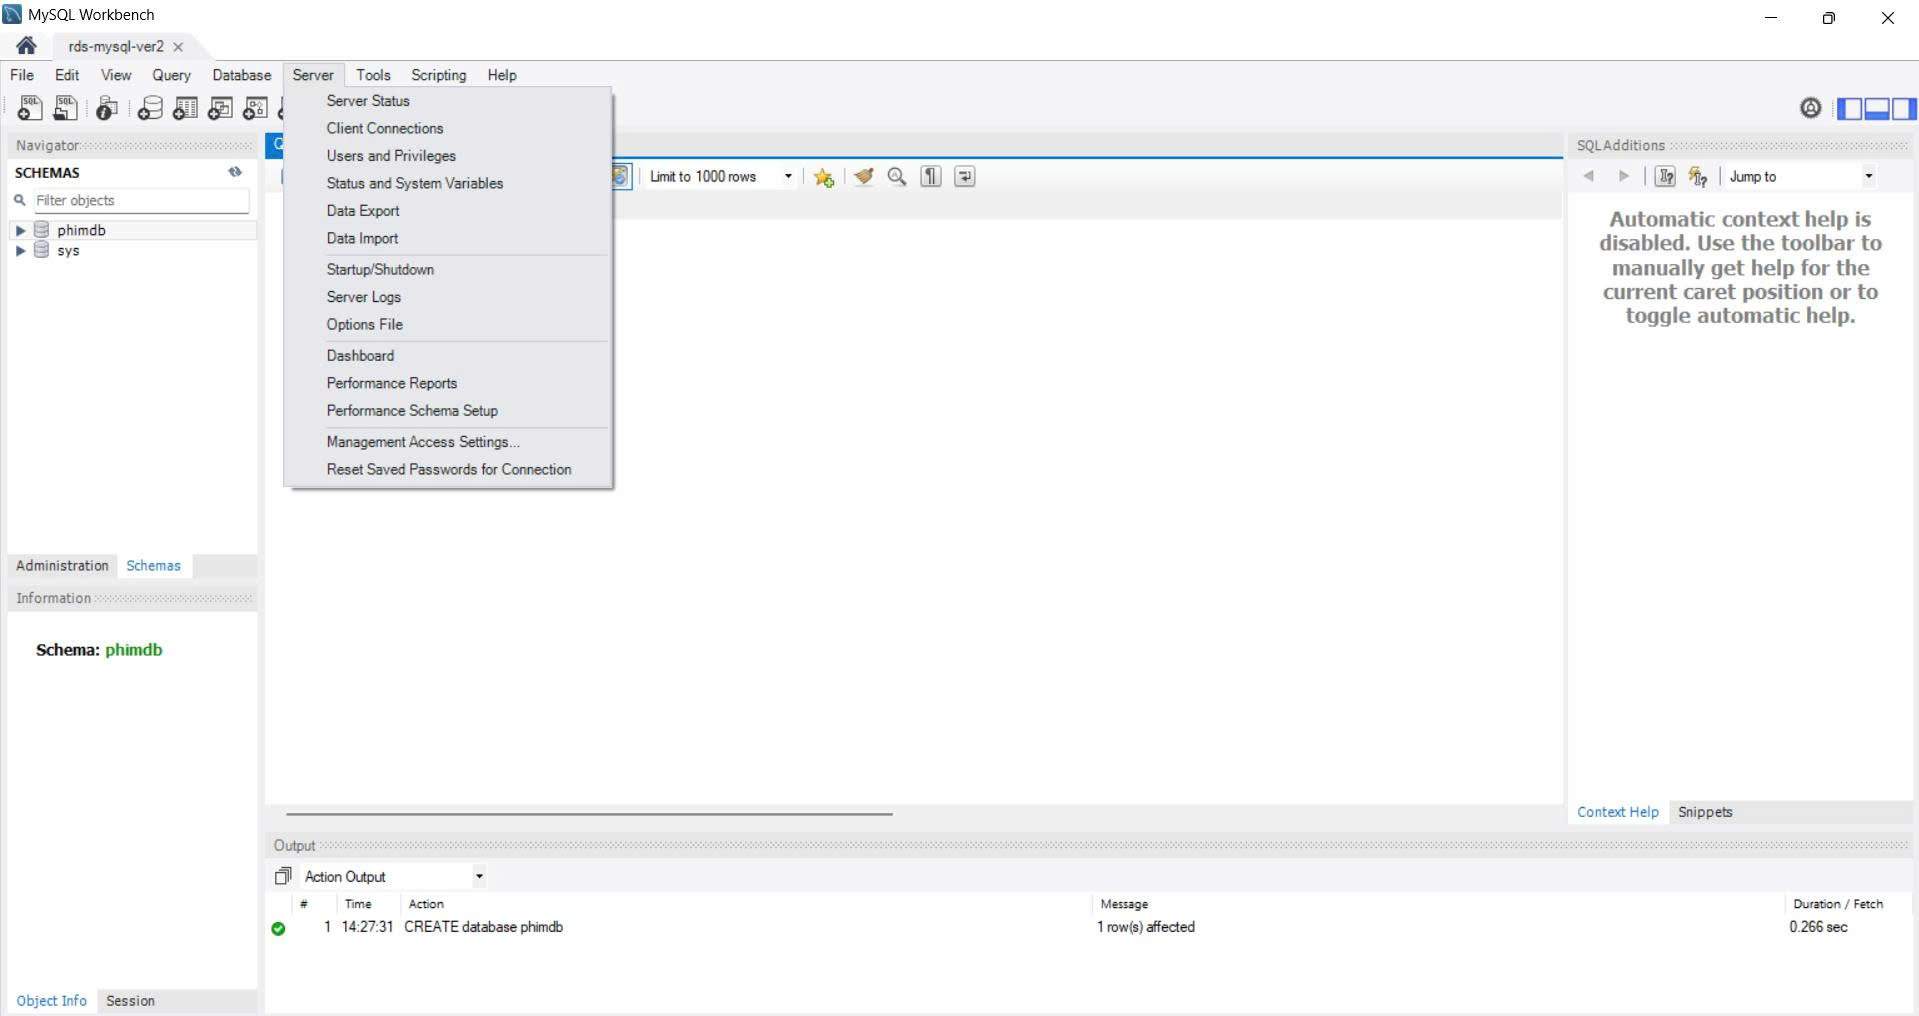 MySQL Workbench
rds-mysql-ver2
File Edit View Query Database Server Tools Scripting Help
SQL SQL
Navigator
SCHEMAS
Filter objects
phimdb
sys
Administration Schemas
Information
Schema: phimdb
Object Info Session
Server Status
Client Connections
Users and Privileges
Status and System Variables
Data Export
Data Import
Startup/Shutdown
Server Logs
Options File
Dashboard
Performance Reports
Performance Schema Setup
Management Access Settings...
Reset Saved Passwords for Connection
Limit to 1000 rows
SQLAdditions
Jump to
Automatic context help is
disabled. Use the toolbar to
manually get help for the
current caret position or to
toggle automatic help.
Context Help Snippets
Output
Action Output
# Time Action Message Duration / Fetch
1 14:27:31 CREATE database phimdb 1 row(s) affected 0.266 sec